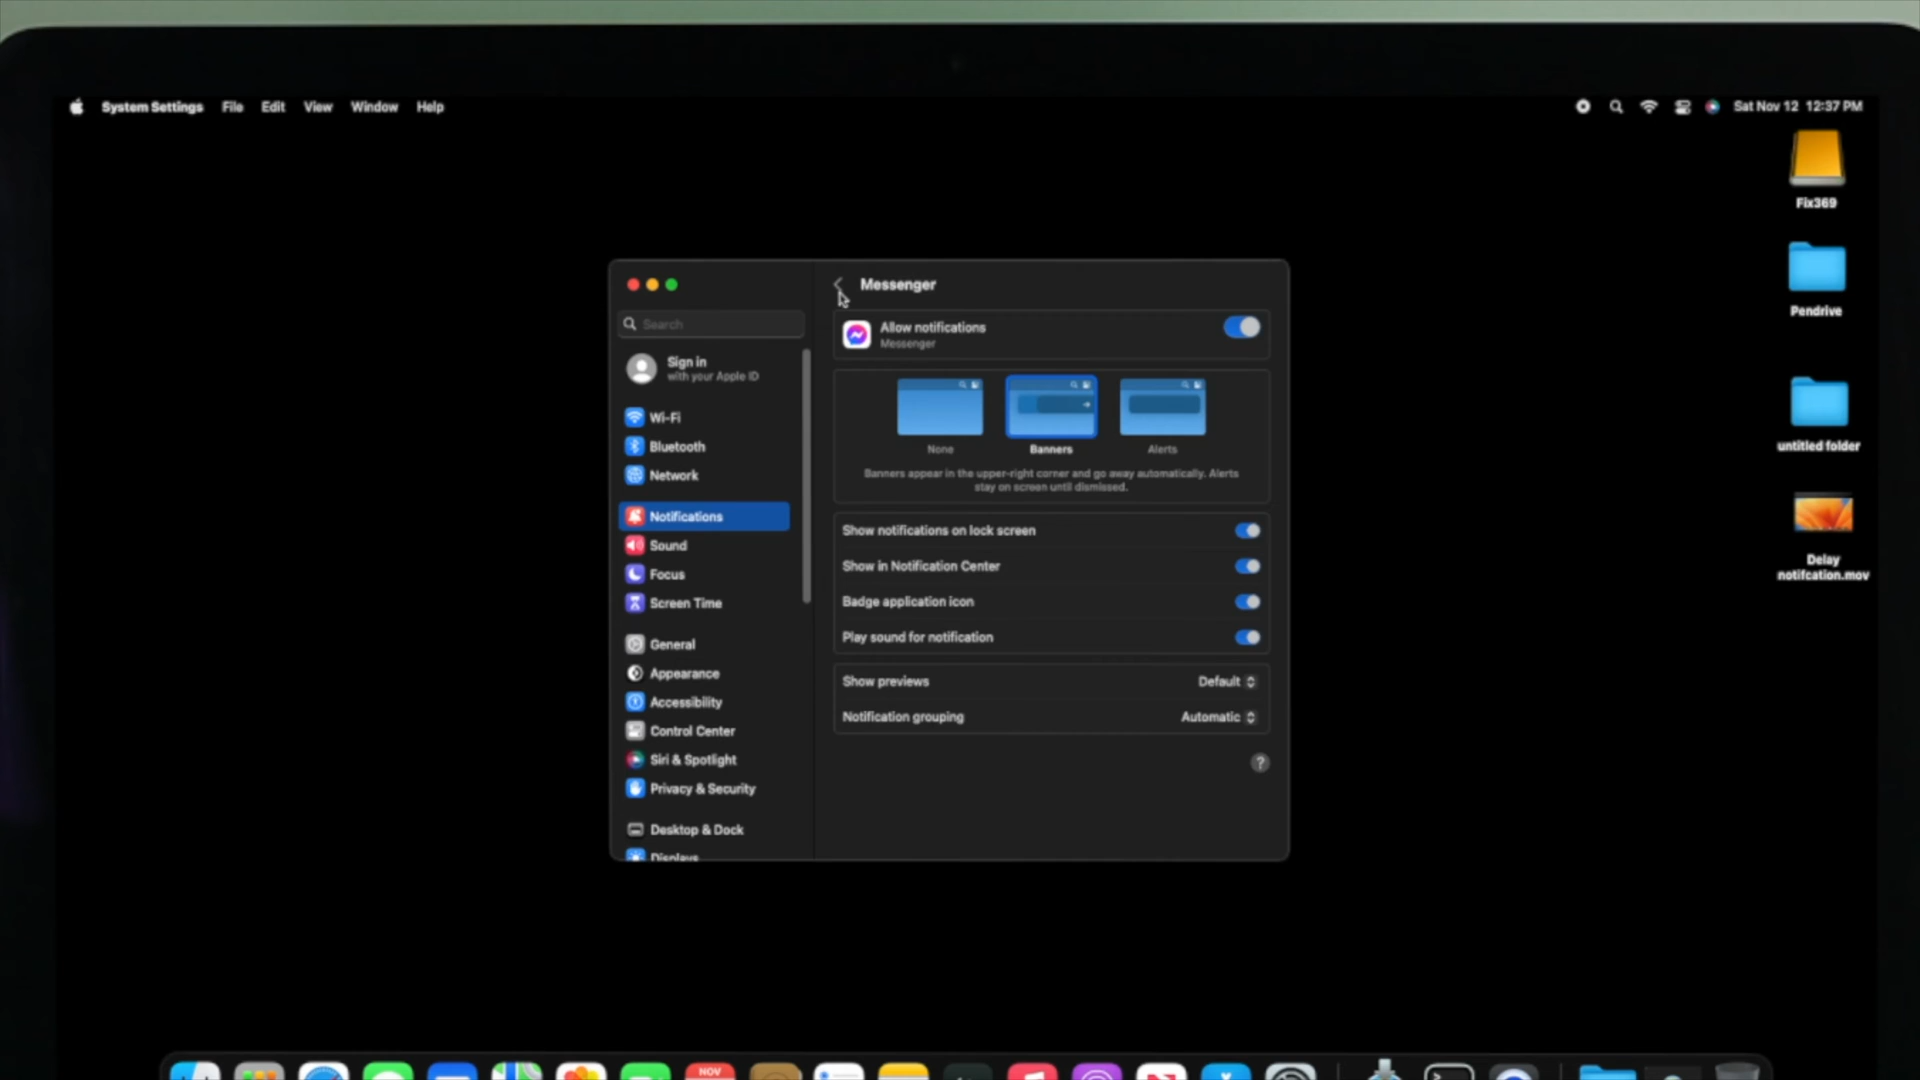 System Settings File Edit View Window Help
Sat Nov 12 12:37 PM
Fix369
Pendrive
untitled folder
Delay
notifcation.mov
Search
Sign in
with your Apple ID
Wi-Fi
Bluetooth
Network
Notifications
Sound
Focus
Screen Time
General
Appearance
Accessibility
Control Center
Siri & Spotlight
Privacy & Security
Desktop & Dock
Displays
Messenger
Allow notifications
Messenger
None
Banners
Alerts
Banners appear in the upper-right corner and go away automatically. Alerts
stay on screen until dismissed.
Show notifications on lock screen
Show in Notification Center
Badge application icon
Play sound for notification
Show previews Default
Notification grouping Automatic
?
NOV